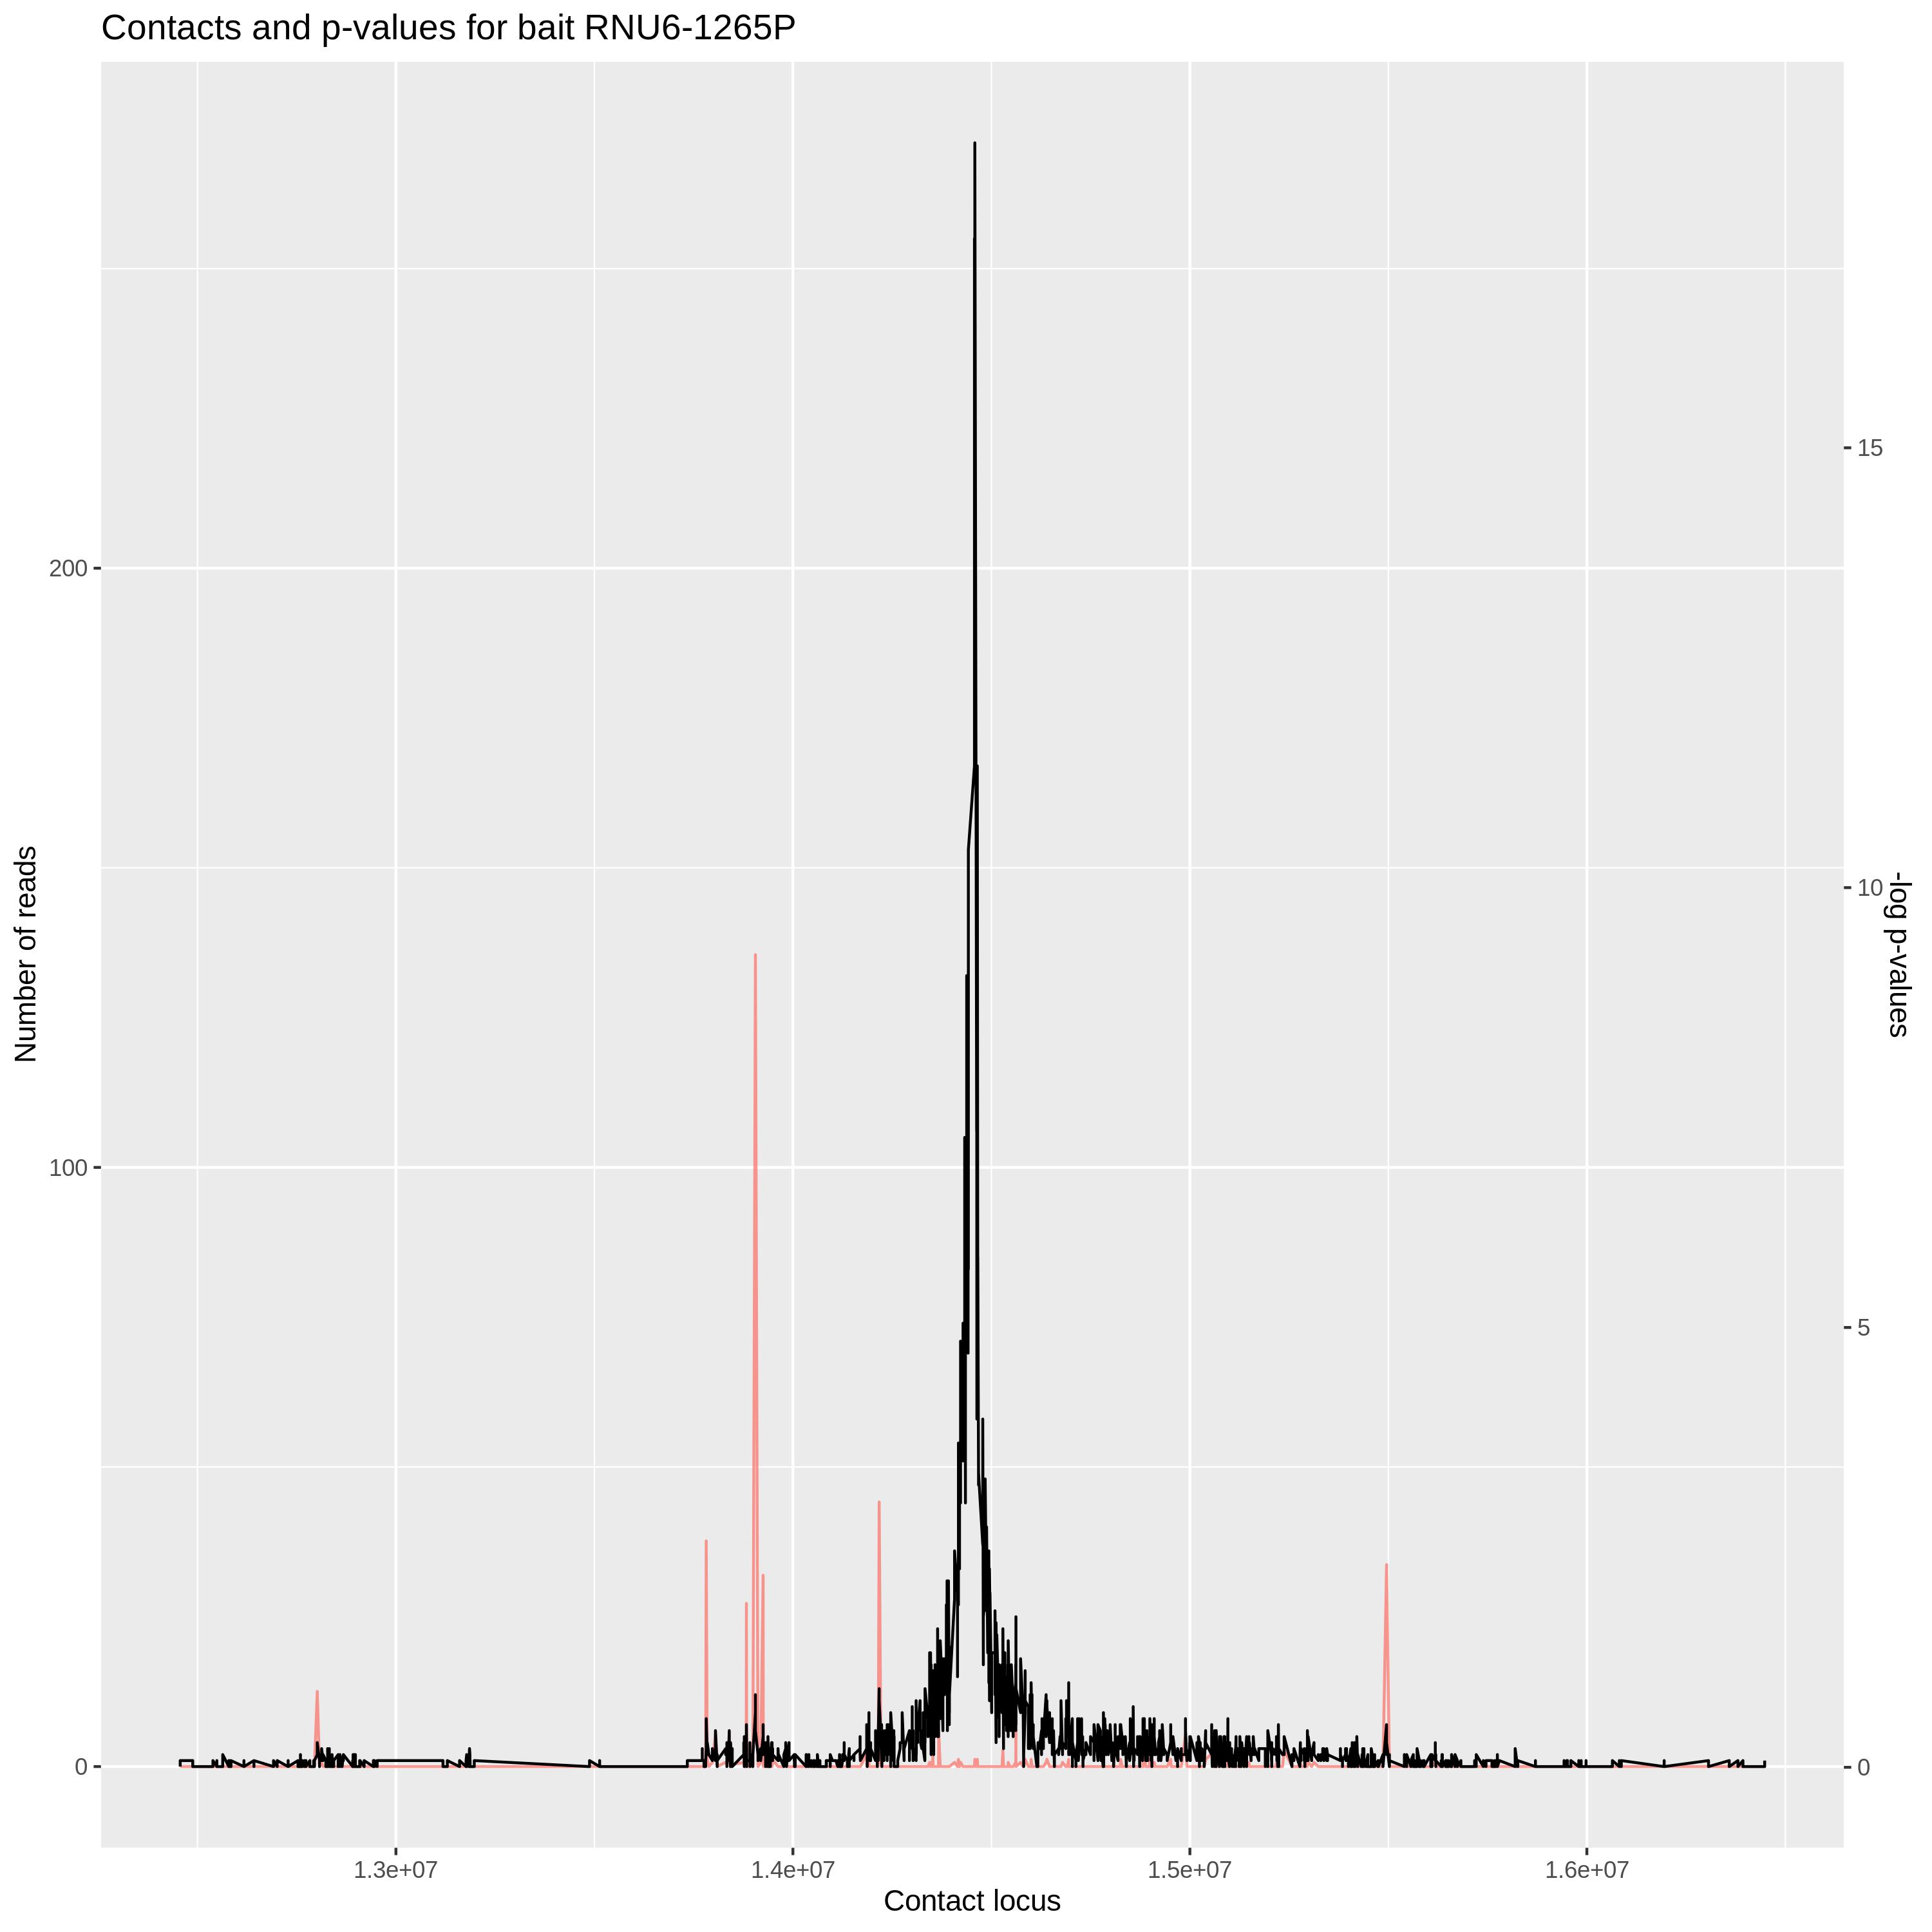 Contacts and p-values for bait RNU6-1265P
Number of reads
200
100
0
15
10
5
0
-log p-values
1.3e+07
1.4e+07
1.5e+07
1.6e+07
Contact locus